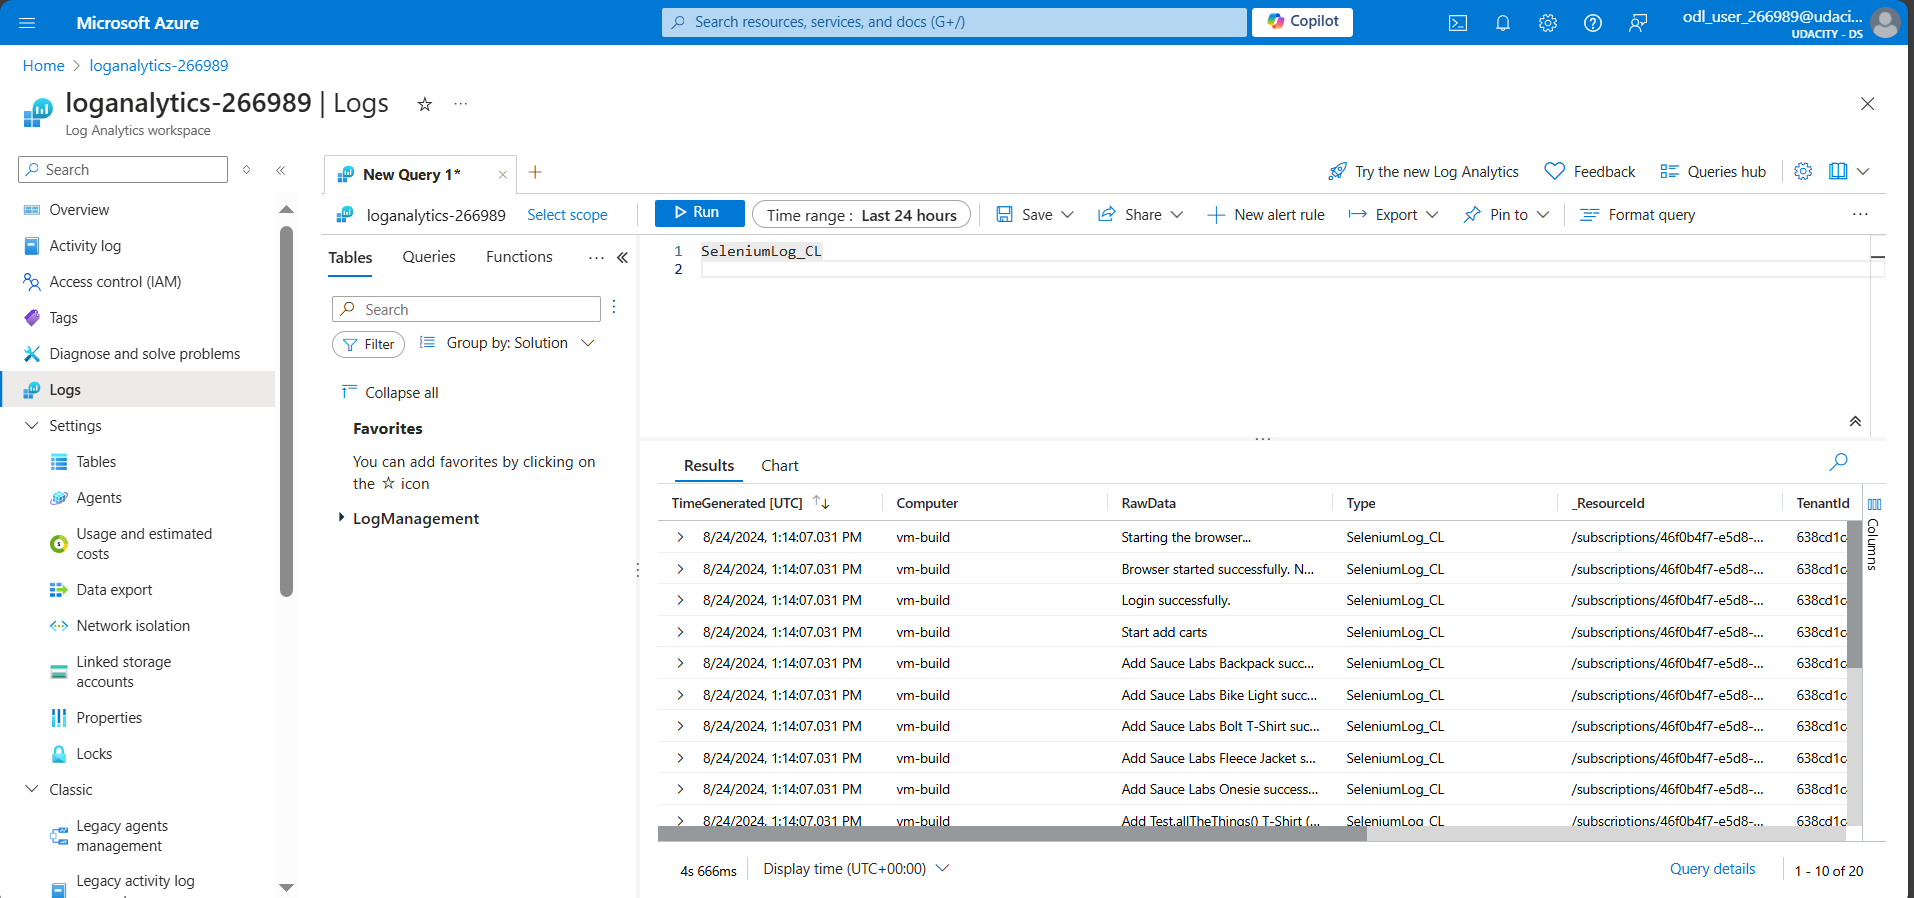 Microsoft Azure
Search resources, services, and docs (G+/)
Copilot
odl_user_266989@udaci...
UDACITY - DS
Home > loganalytics-266989
loganalytics-266989 | Logs
Log Analytics workspace
Search
Overview
Activity log
Access control (IAM)
Tags
Diagnose and solve problems
Logs
Settings
Tables
Agents
Usage and estimated
costs
Data export
Network isolation
Linked storage
accounts
Properties
Locks
Classic
Legacy agents
management
Legacy activity log
New Query 1*
Try the new Log Analytics
Feedback
Queries hub
loganalytics-266989
Select scope
Run
Time range : Last 24 hours
Save
Share
New alert rule
Export
Pin to
Format query
Tables
Queries
Functions
Search
Filter
Group by: Solution
Collapse all
Favorites
You can add favorites by clicking on
the ☆ icon
LogManagement
1 SeleniumLog_CL
2
Results
Chart
TimeGenerated [UTC] Computer RawData Type _ResourceId TenantId
8/24/2024, 1:14:07.031 PM vm-build Starting the browser... SeleniumLog_CL /subscriptions/46f0b4f7-e5d8-... 638cd1c
8/24/2024, 1:14:07.031 PM vm-build Browser started successfully. N... SeleniumLog_CL /subscriptions/46f0b4f7-e5d8-... 638cd1c
8/24/2024, 1:14:07.031 PM vm-build Login successfully. SeleniumLog_CL /subscriptions/46f0b4f7-e5d8-... 638cd1c
8/24/2024, 1:14:07.031 PM vm-build Start add carts SeleniumLog_CL /subscriptions/46f0b4f7-e5d8-... 638cd1c
8/24/2024, 1:14:07.031 PM vm-build Add Sauce Labs Backpack succ... SeleniumLog_CL /subscriptions/46f0b4f7-e5d8-... 638cd1c
8/24/2024, 1:14:07.031 PM vm-build Add Sauce Labs Bike Light succ... SeleniumLog_CL /subscriptions/46f0b4f7-e5d8-... 638cd1c
8/24/2024, 1:14:07.031 PM vm-build Add Sauce Labs Bolt T-Shirt suc... SeleniumLog_CL /subscriptions/46f0b4f7-e5d8-... 638cd1c
8/24/2024, 1:14:07.031 PM vm-build Add Sauce Labs Fleece Jacket s... SeleniumLog_CL /subscriptions/46f0b4f7-e5d8-... 638cd1c
8/24/2024, 1:14:07.031 PM vm-build Add Sauce Labs Onesie success... SeleniumLog_CL /subscriptions/46f0b4f7-e5d8-... 638cd1c
8/24/2024, 1:14:07.031 PM vm-build Add Test.allTheThings() T-Shirt (... SeleniumLog_CL /subscriptions/46f0b4f7-e5d8-... 638cd1c
Columns
4s 666ms
Display time (UTC+00:00)
Query details
1 - 10 of 20